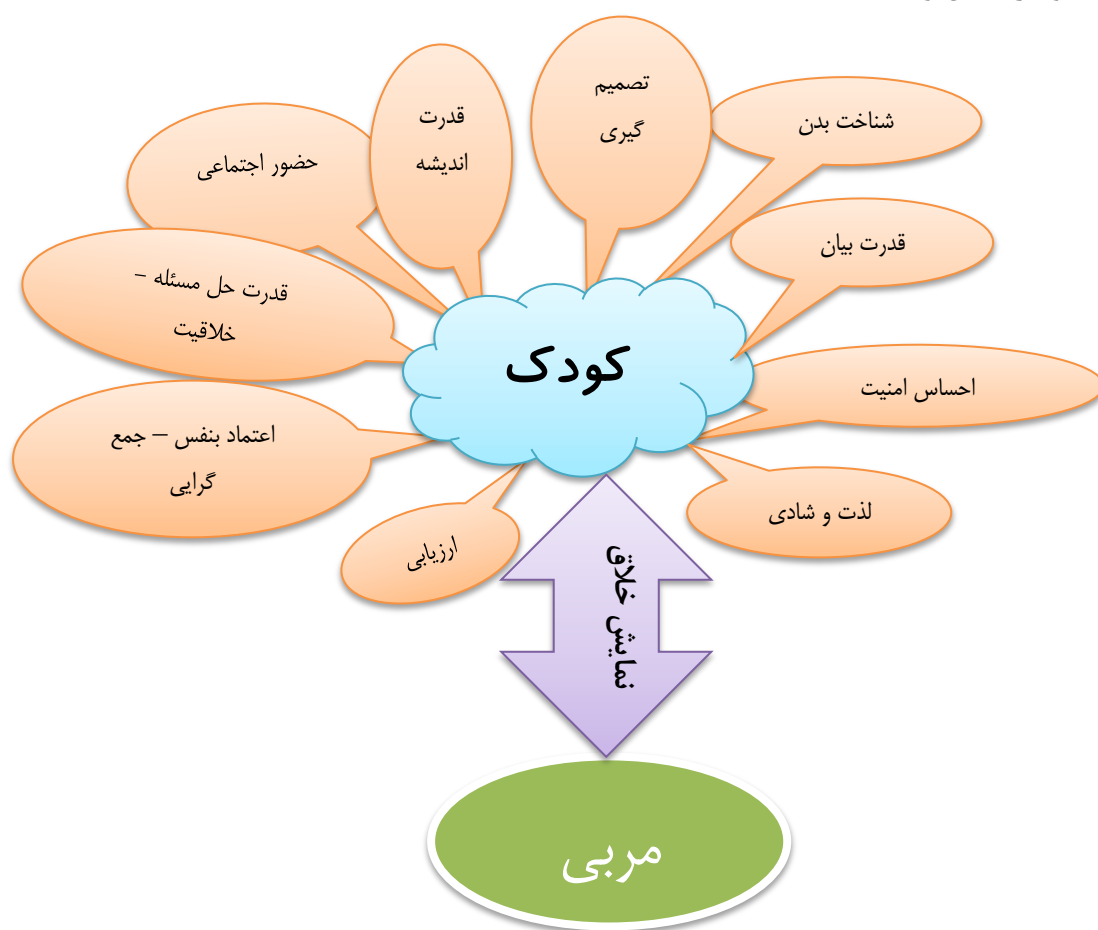 تصمیم
گیری
شناخت بدن
قدرت
اندیشه
حضور اجتماعی
قدرت بیان
قدرت حل مسئله –
خلاقیت
کودک
احساس امنیت
اعتماد بنفس – جمع
گرایی
لذت و شادی
ارزیابی
نمایش خلاق
مربی